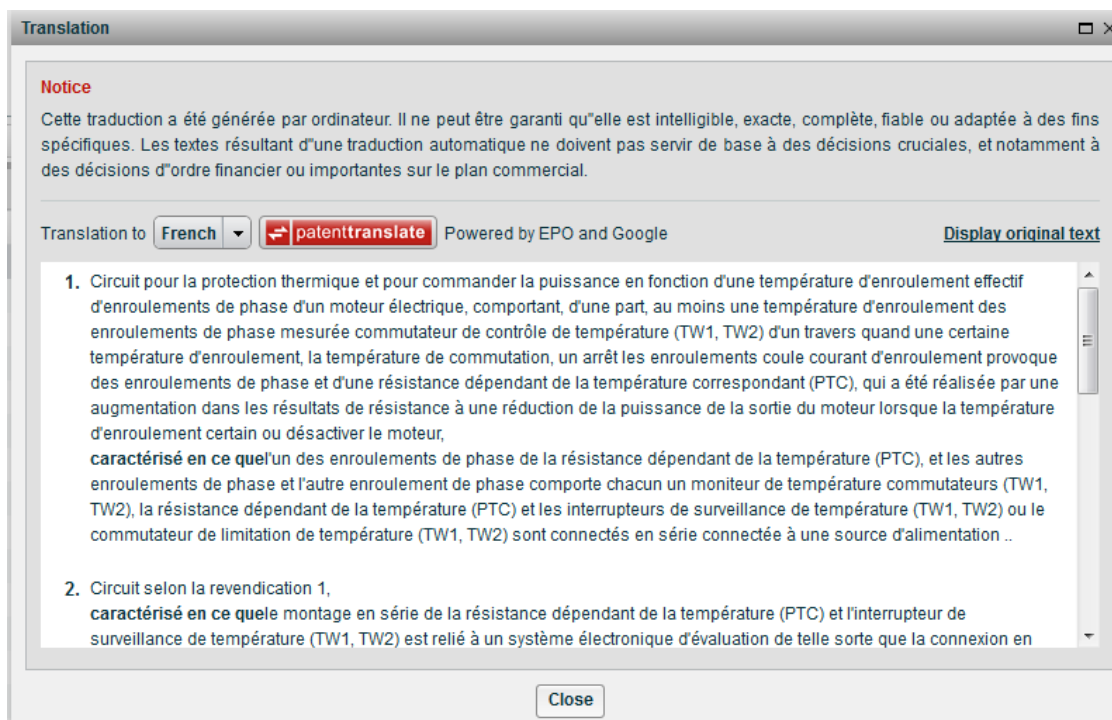 Translation
Notice
Cette traduction a été générée par ordinateur. Il ne peut être garanti qu"elle est intelligible, exacte, complète, fiable ou adaptée à des fins
spécifiques. Les textes résultant d"une traduction automatique ne doivent pas servir de base à des décisions cruciales, et notamment à
des décisions d"ordre financier ou importantes sur le plan commercial.
Translation to French patenttranslate Powered by EPO and Google Display original text
1. Circuit pour la protection thermique et pour commander la puissance en fonction d'une température d'enroulement effectif
d'enroulements de phase d'un moteur électrique, comportant, d'une part, au moins une température d'enroulement des
enroulements de phase mesurée commutateur de contrôle de température (TW1, TW2) d'un travers quand une certaine
température d'enroulement, la température de commutation, un arrêt les enroulements coule courant d'enroulement provoque
des enroulements de phase et d'une résistance dépendant de la température correspondant (PTC), qui a été réalisée par une
augmentation dans les résultats de résistance à une réduction de la puissance de la sortie du moteur lorsque la température
d'enroulement certain ou désactiver le moteur,
caractérisé en ce quel'un des enroulements de phase de la résistance dépendant de la température (PTC), et les autres
enroulements de phase et l'autre enroulement de phase comporte chacun un moniteur de température commutateurs (TW1,
TW2), la résistance dépendant de la température (PTC) et les interrupteurs de surveillance de température (TW1, TW2) ou le
commutateur de limitation de température (TW1, TW2) sont connectés en série connectée à une source d'alimentation ..
2. Circuit selon la revendication 1,
caractérisé en ce quele montage en série de la résistance dépendant de la température (PTC) et l'interrupteur de
surveillance de température (TW1, TW2) est relié à un système électronique d'évaluation de telle sorte que la connexion en
Close